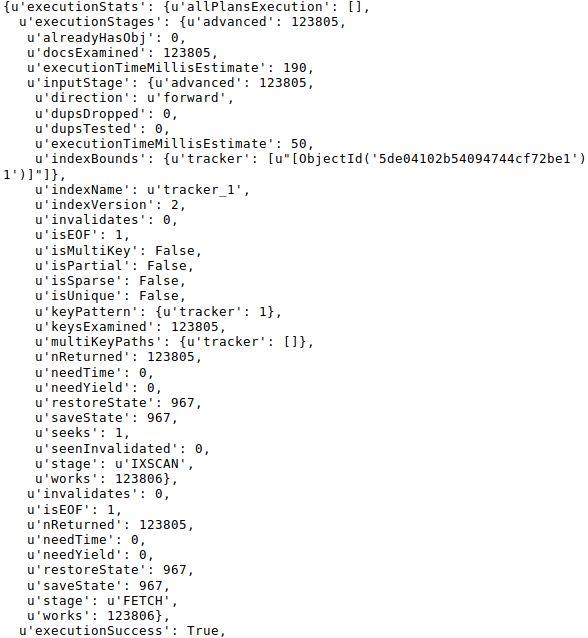 {u'executionStats': {u'allPlansExecution': [],
  u'executionStages': {u'advanced': 123805,
   u'alreadyHasObj': 0,
   u'docsExamined': 123805,
   u'executionTimeMillisEstimate': 190,
   u'inputStage': {u'advanced': 123805,
    u'direction': u'forward',
    u'dupsDropped': 0,
    u'dupsTested': 0,
    u'executionTimeMillisEstimate': 50,
    u'indexBounds': {u'tracker': [u"[ObjectId('5de04102b54094744cf72be1')
1')]"]},
    u'indexName': u'tracker_1',
    u'indexVersion': 2,
    u'invalidates': 0,
    u'isEOF': 1,
    u'isMultiKey': False,
    u'isPartial': False,
    u'isSparse': False,
    u'isUnique': False,
    u'keyPattern': {u'tracker': 1},
    u'keysExamined': 123805,
    u'multiKeyPaths': {u'tracker': []},
    u'nReturned': 123805,
    u'needTime': 0,
    u'needYield': 0,
    u'restoreState': 967,
    u'saveState': 967,
    u'seeks': 1,
    u'seenInvalidated': 0,
    u'stage': u'IXSCAN',
    u'works': 123806},
   u'invalidates': 0,
   u'isEOF': 1,
   u'nReturned': 123805,
   u'needTime': 0,
   u'needYield': 0,
   u'restoreState': 967,
   u'saveState': 967,
   u'stage': u'FETCH',
   u'works': 123806},
  u'executionSuccess': True,